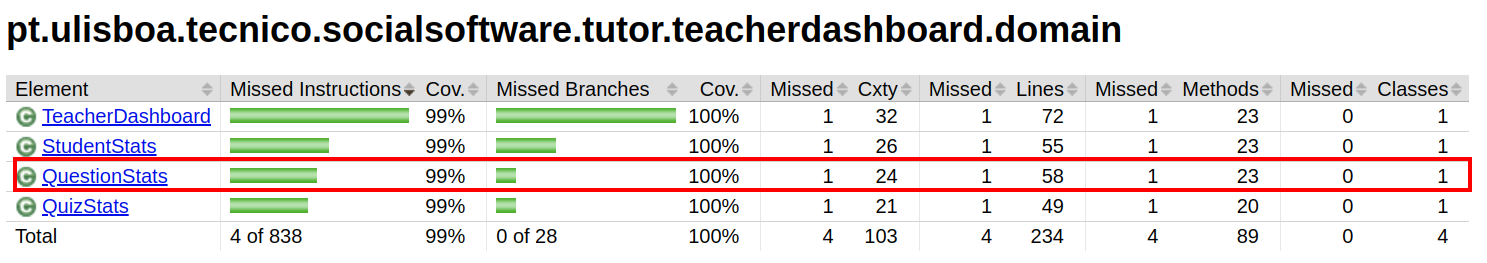 pt.ulisboa.tecnico.socialsoftware.tutor.teacherdashboard.domain
Element Missed Instructions Cov. Missed Branches Cov. Missed Cxty Missed Lines Missed Methods Missed Classes
C TeacherDashboard 99% 100% 1 32 1 72 1 23 0 1
C StudentStats 99% 100% 1 26 1 55 1 23 0 1
C QuestionStats 99% 100% 1 24 1 58 1 23 0 1
C QuizStats 99% 100% 1 21 1 49 1 20 0 1
Total 4 of 838 99% 0 of 28 100% 4 103 4 234 4 89 0 4